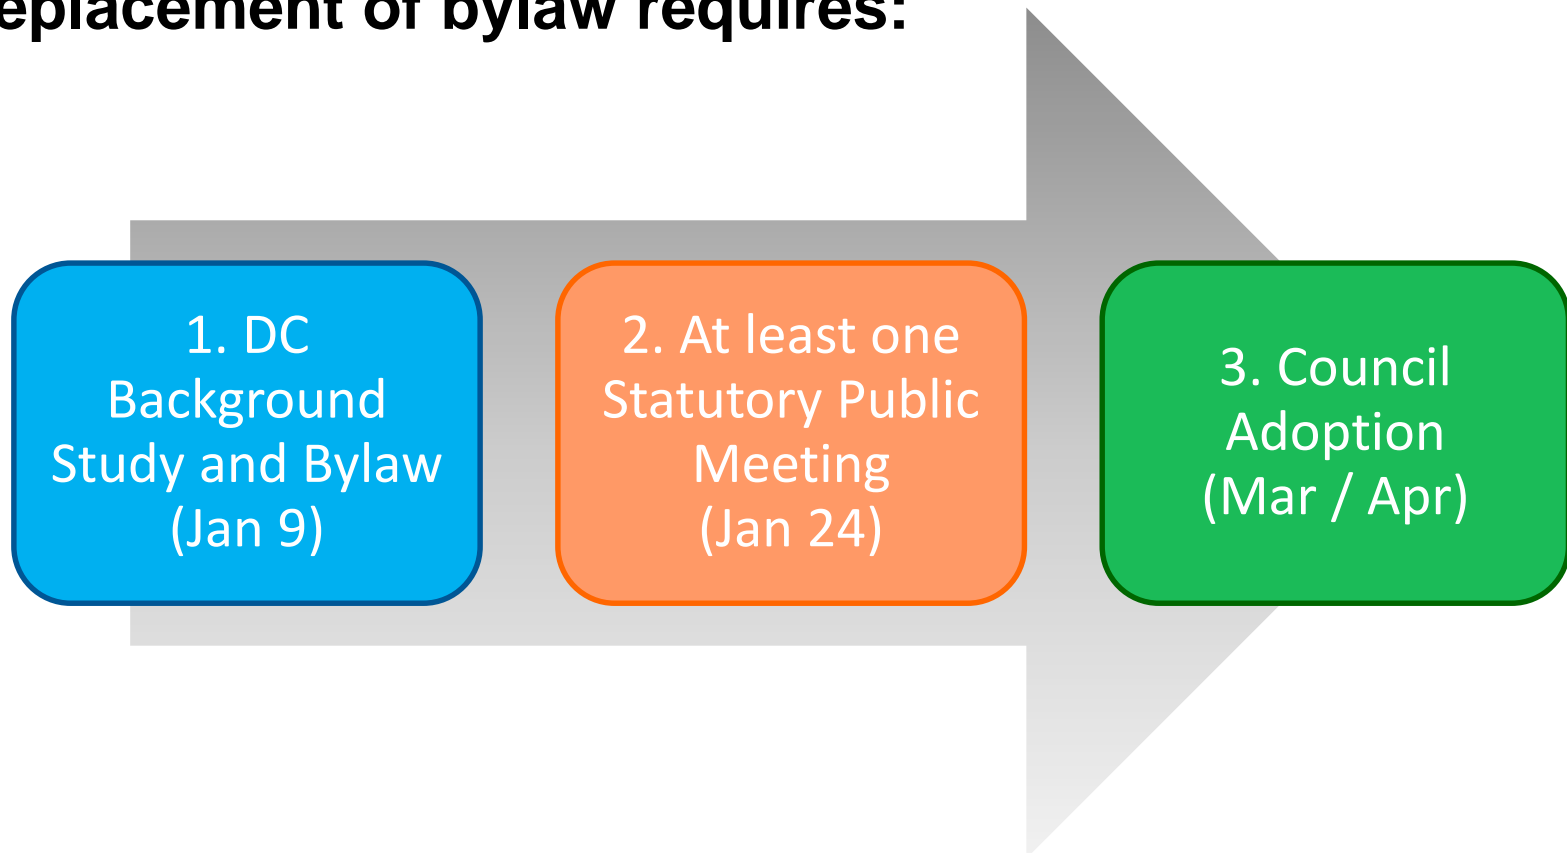 eplacement of bylaw requires:
1. DC
Background
Study and Bylaw
(Jan 9)
2. At least one
Statutory Public
Meeting
(Jan 24)
3. Council
Adoption
(Mar / Apr)